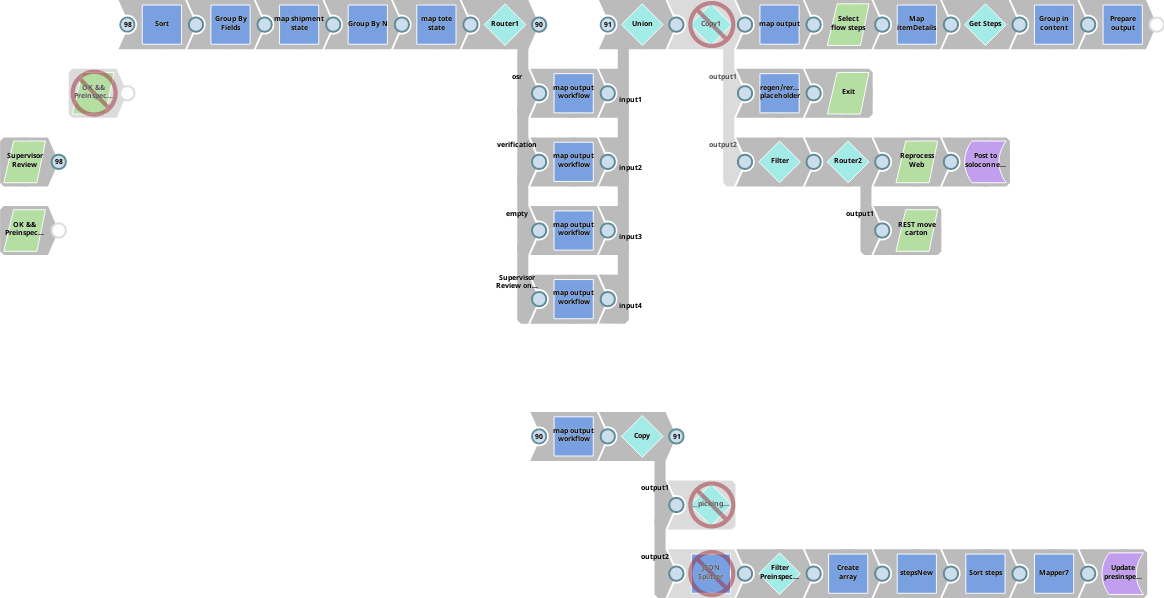 98
Sort
Group By
Fields
map shipment
state
Group By N
map tote
state
Router1
90
91
Union
Copy1
map output
Select
flow steps
Map
itemDetails
Get Steps
Group in
content
Prepare
output
OK &&
Preinspec...
osr
map output
workflow
input1
output1
regen/rer...
placeholder
Exit
Supervisor
Review
98
verification
map output
workflow
input2
output2
Filter
Router2
Reprocess
Web
Post to
soloconne...
OK &&
Preinspec...
empty
map output
workflow
input3
output1
REST move
carton
Supervisor
Review on...
map output
workflow
input4
90
map output
workflow
Copy
91
output1
picking...
output2
JSON
Splitter
Filter
Preinspec...
Create
array
stepsNew
Sort steps
Mapper7
Update
presinspe...